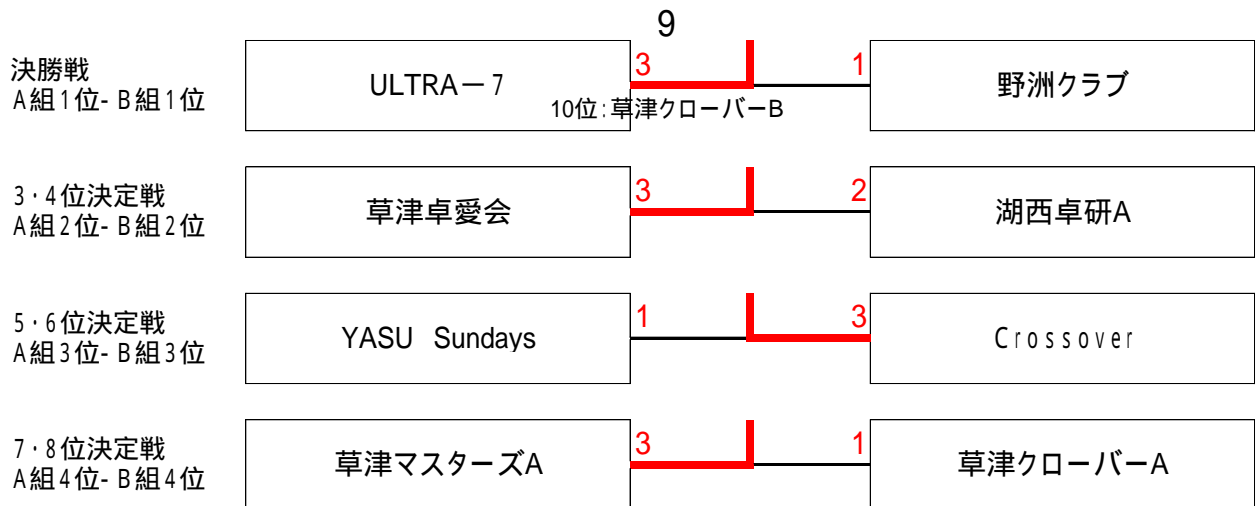 9
決勝戦
A組1位-B組1位
ULTRA-7
3
1
野洲クラブ
10位:草津クローバーB
3・4位決定戦
A組2位-B組2位
草津卓愛会
3
2
湖西卓研A
5・6位決定戦
A組3位-B組3位
YASU Sundays
1
3
Crossover
7・8位決定戦
A組4位-B組4位
草津マスターズA
3
1
草津クローバーA